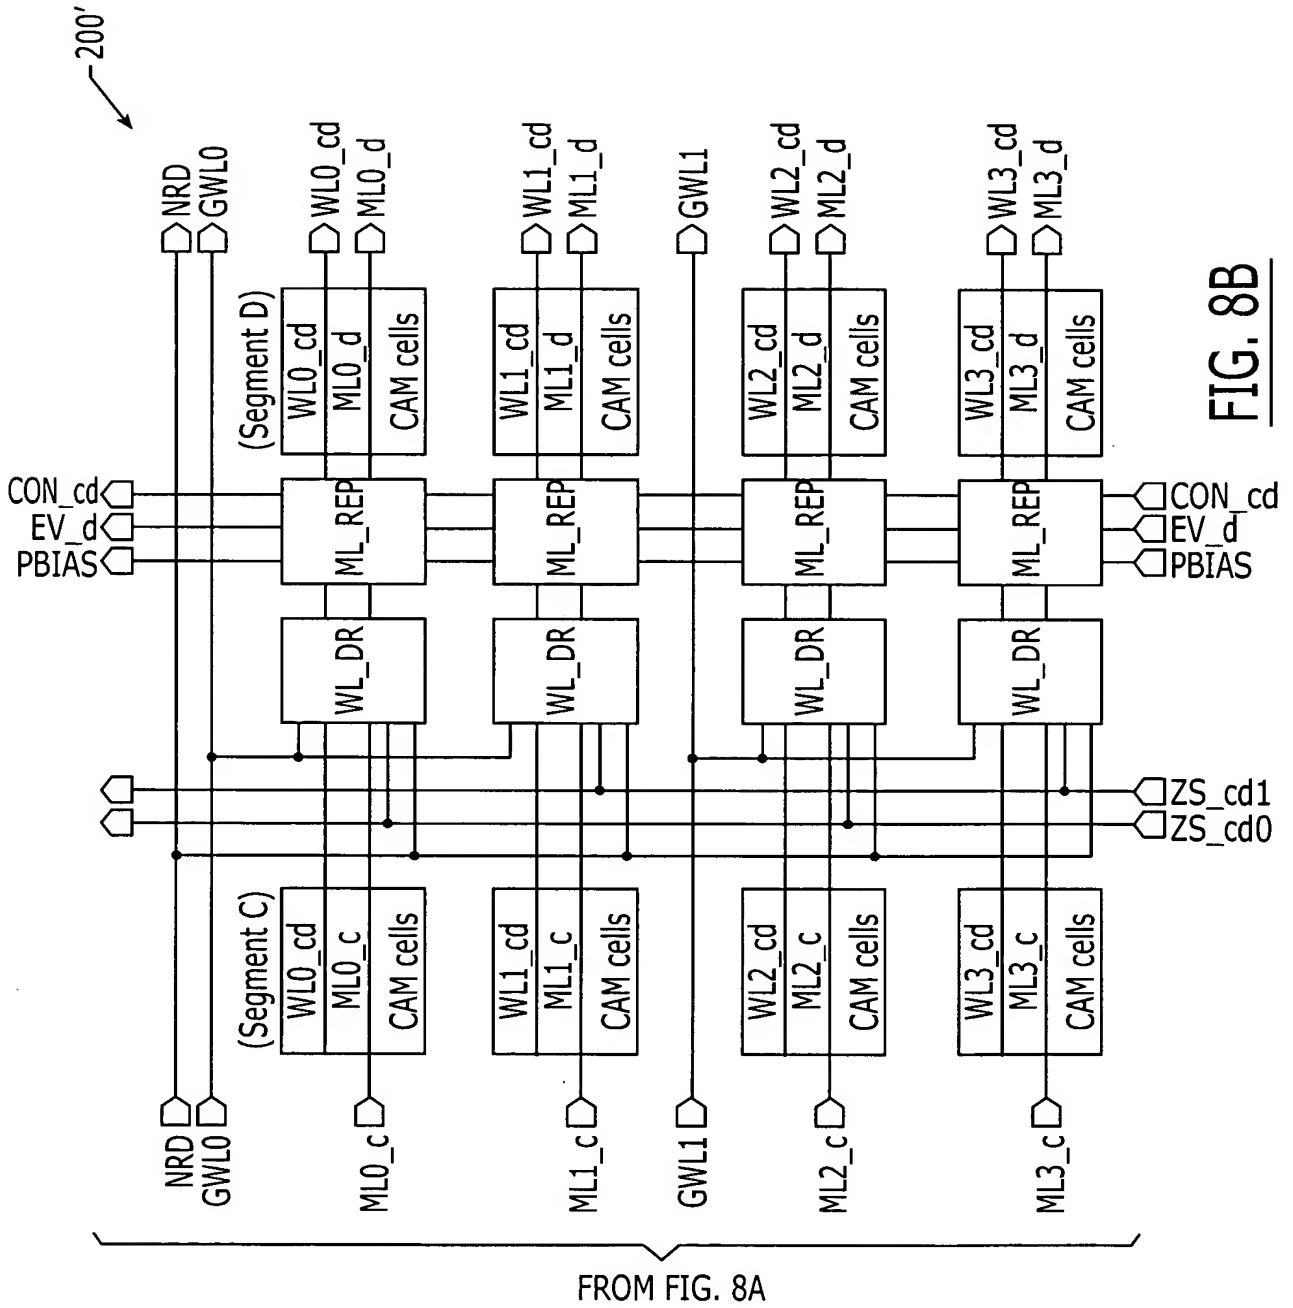 200'
NRD
GWL0
WL0_cd
ML0_d
WL1_cd
ML1_d
GWL1
WL2_cd
ML2_d
WL3_cd
ML3_d
(Segment D)
WL0_cd
ML0_d
CAM cells
WL1_cd
ML1_d
CAM cells
WL2_cd
ML2_d
CAM cells
WL3_cd
ML3_d
CAM cells
CON_cd
EV_d
PBIAS
ML_REP
ML_REP
ML_REP
ML_REP
CON_cd
EV_d
PBIAS
WL_DR
WL_DR
WL_DR
WL_DR
ZS_cd1
ZS_cd0
(Segment C)
WL0_cd
ML0_c
CAM cells
WL1_cd
ML1_c
CAM cells
WL2_cd
ML2_c
CAM cells
WL3_cd
ML3_c
CAM cells
NRD
GWL0
ML0_c
ML1_c
GWL1
ML2_c
ML3_c
FROM FIG. 8A
FIG. 8B